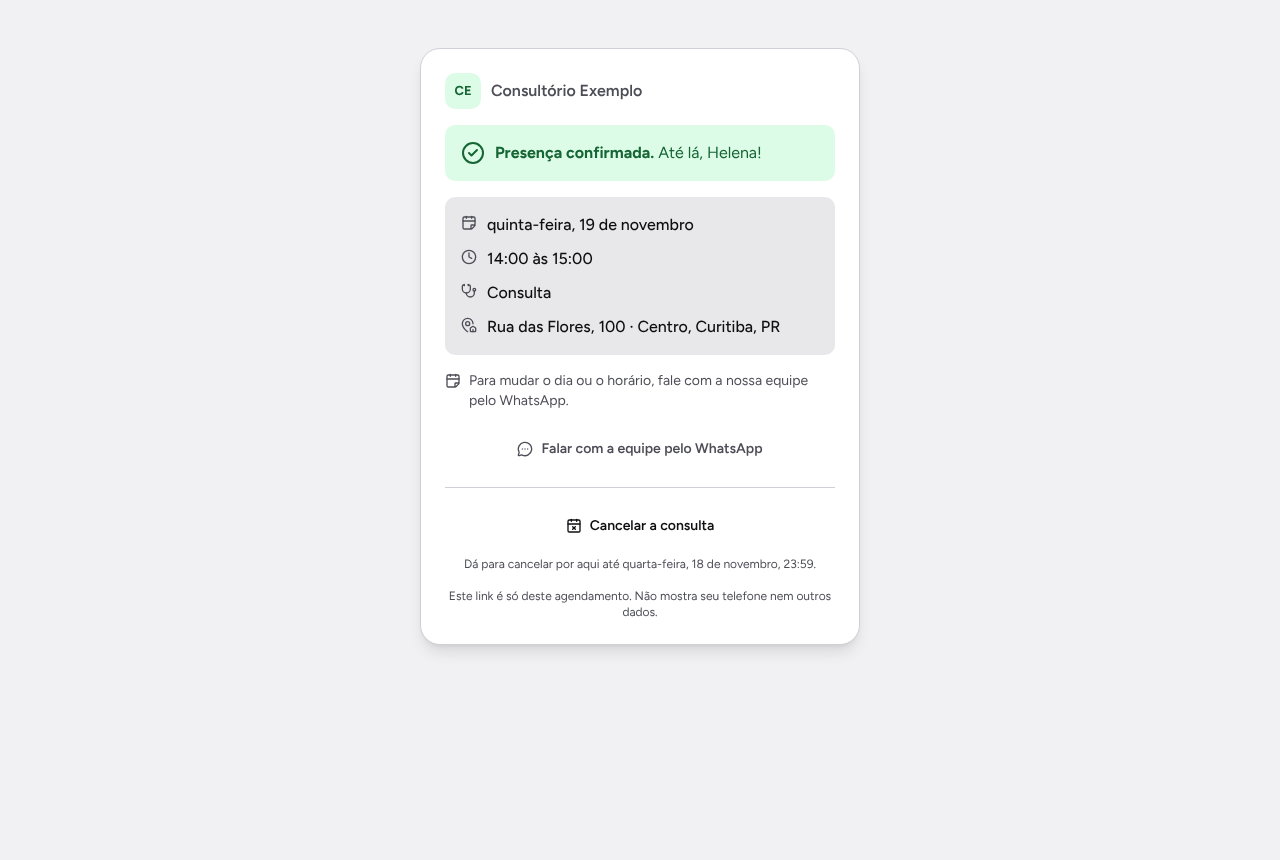 CE
Consultório Exemplo
Presença confirmada. Até lá, Helena!
quinta-feira, 19 de novembro
14:00 às 15:00
Consulta
Rua das Flores, 100 · Centro, Curitiba, PR
Para mudar o dia ou o horário, fale com a nossa equipe
pelo WhatsApp.
Falar com a equipe pelo WhatsApp
Cancelar a consulta
Dá para cancelar por aqui até quarta-feira, 18 de novembro, 23:59.
Este link é só deste agendamento. Não mostra seu telefone nem outros
dados.